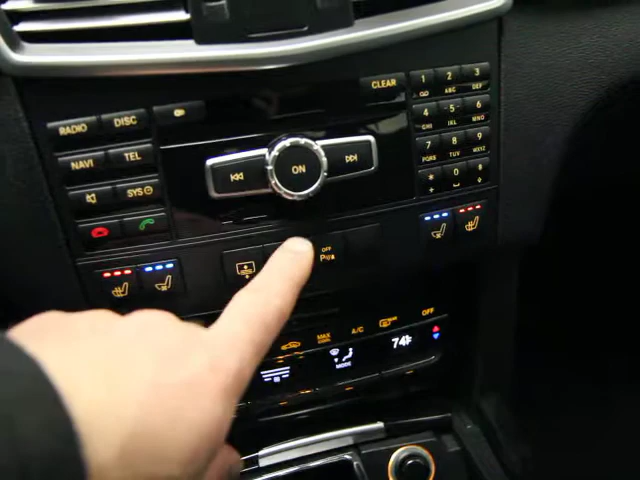 CLEAR
1 2 ABC 3 DEF
RADIO DISC
4 GHI 5 JKL 6 MNO
NAVI TEL
ON
7 PQRS 8 TUV 9 WXYZ
SYS
* 0 #
OFF
MAX COOL A/C OFF
MODE
74°F